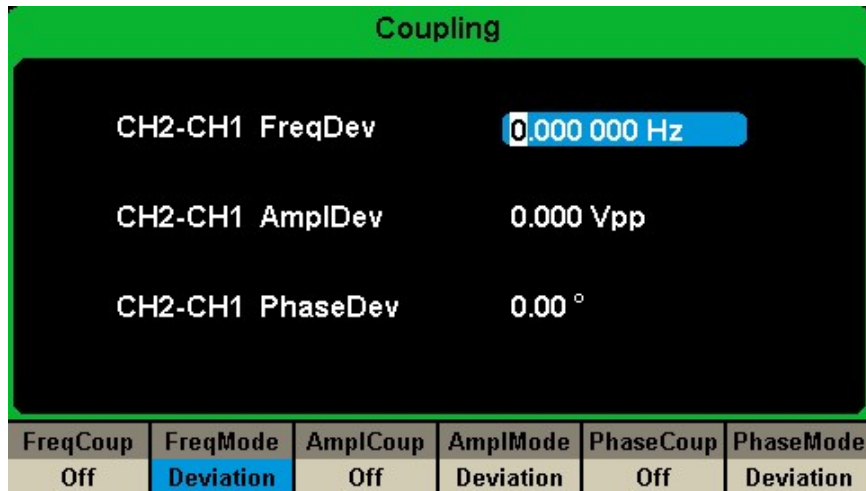 Coupling
CH2-CH1 FreqDev 0.000 000 Hz
CH2-CH1 AmplDev 0.000 Vpp
CH2-CH1 PhaseDev 0.00 °
FreqCoup FreqMode AmplCoup AmplMode PhaseCoup PhaseMode
Off Deviation Off Deviation Off Deviation